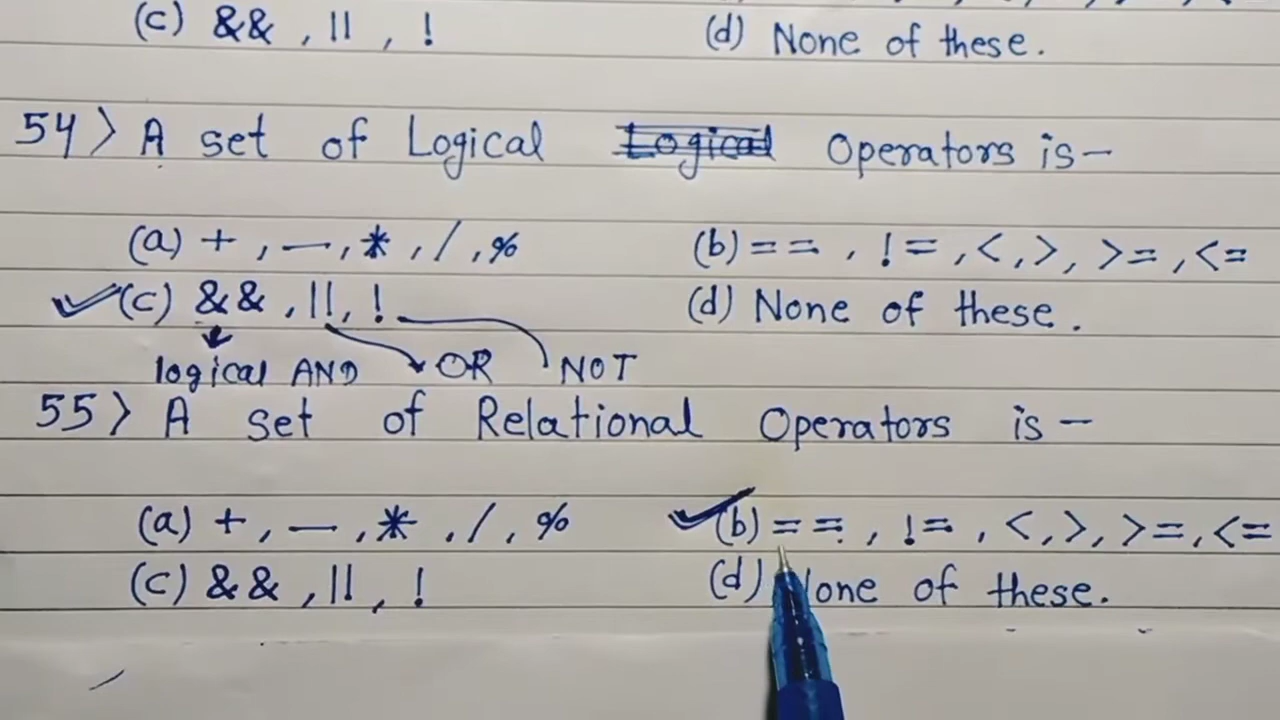 (c) && , || , ! (d) None of these.
54> A set of Logical Operators is-
(a) + , - , * , / , % (b) == , != , < , > , >= , <=
(c) && , || , ! (d) None of these.
logical AND OR NOT
55> A set of Relational Operators is-
(a) + , - , * , / , % (b) == , != , < , > , >= , <=
(c) && , || , ! (d) None of these.